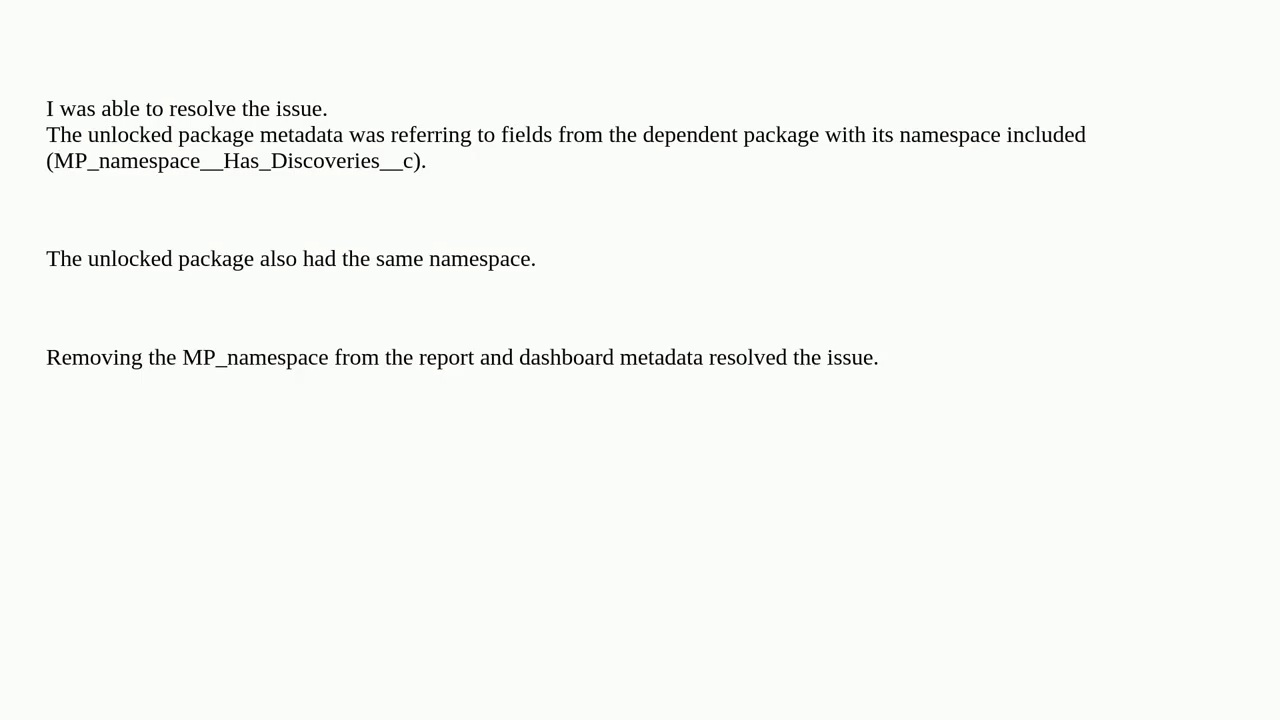 I was able to resolve the issue.
The unlocked package metadata was referring to fields from the dependent package with its namespace included
(MP_namespace__Has_Discoveries__c).
The unlocked package also had the same namespace.
Removing the MP_namespace from the report and dashboard metadata resolved the issue.